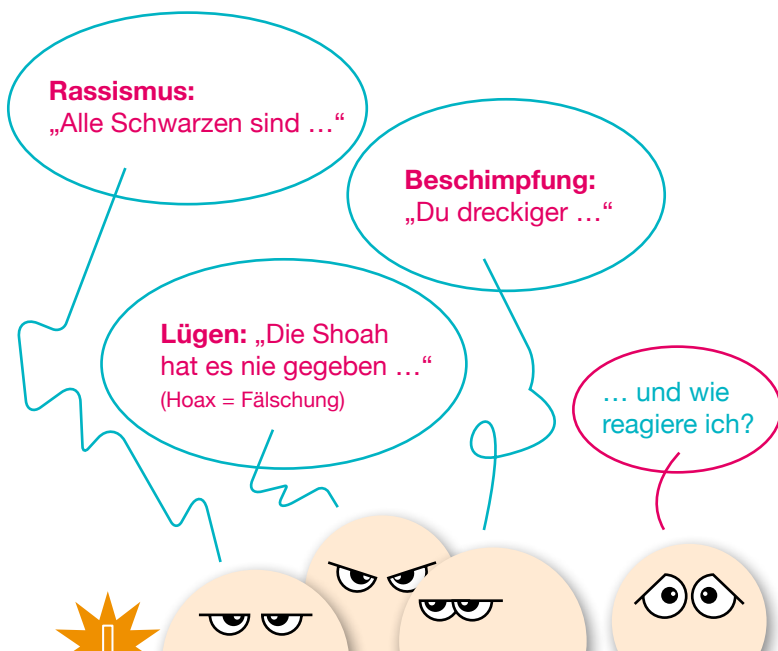 Rassismus:
„Alle Schwarzen sind …“
Beschimpfung:
„Du dreckiger …“
Lügen: „Die Shoah
hat es nie gegeben …“
(Hoax = Fälschung)
… und wie
reagiere ich?